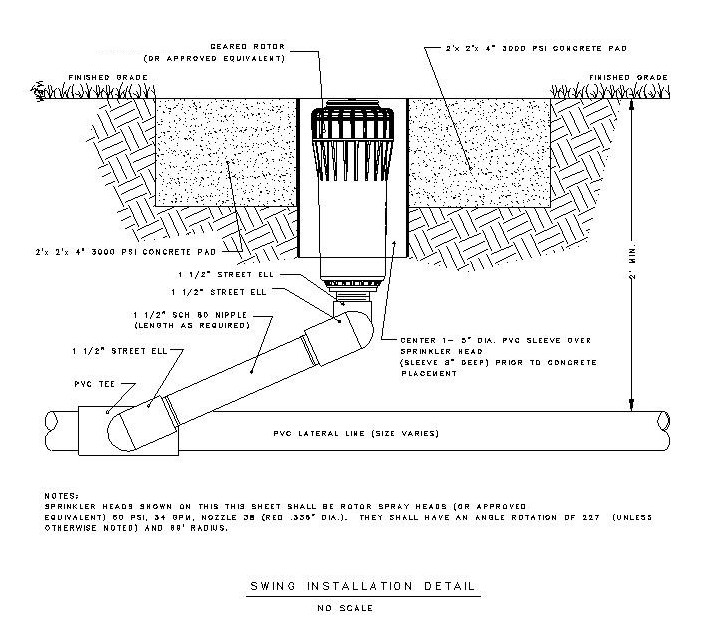 GEARED ROTOR
(OR APPROVED EQUIVALENT)
2'x 2'x 4" 3000 PSI CONCRETE PAD
FINISHED GRADE
FINISHED GRADE
2'x 2'x 4" 3000 PSI CONCRETE PAD
2' MIN.
1 1/2" STREET ELL
1 1/2" STREET ELL
1 1/2" SCH 80 NIPPLE
(LENGTH AS REQUIRED)
CENTER 1- 5" DIA. PVC SLEEVE OVER
SPRINKLER HEAD
(SLEEVE 8" DEEP) PRIOR TO CONCRETE
PLACEMENT
1 1/2" STREET ELL
PVC TEE
PVC LATERAL LINE (SIZE VARIES)
NOTES:
SPRINKLER HEADS SHOWN ON THIS THIS SHEET SHALL BE ROTOR SPRAY HEADS (OR APPROVED
EQUIVALENT) 60 PSI, 34 GPM, NOZZLE 38 (RED DIA.). THEY SHALL HAVE AN ANGLE ROTATION OF 227 (UNLESS
OTHERWISE NOTED) AND RADIUS.
SWING INSTALLATION DETAIL
NO SCALE